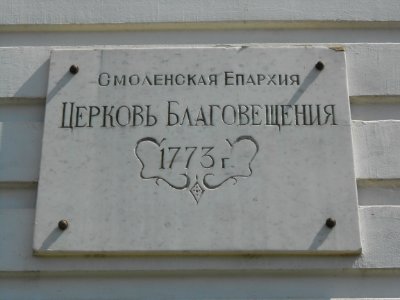 Смоленская Епархия
Церковь Благовещения
1773 г.